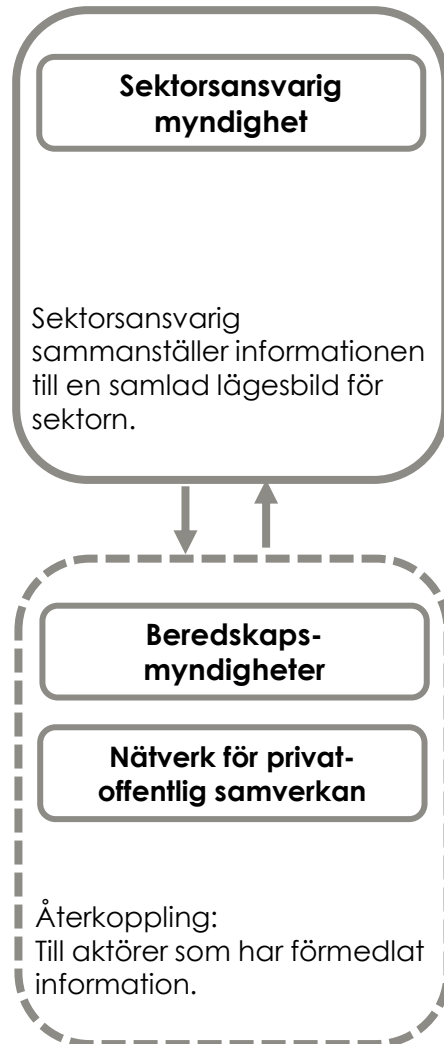 Sektorsansvarig
myndighet
Sektorsansvarig
sammanställer informationen
till en samlad lägesbild för
sektorn.
Beredskaps-
myndigheter
Nätverk för privat-
offentlig samverkan
Återkoppling:
Till aktörer som har förmedlat
information.